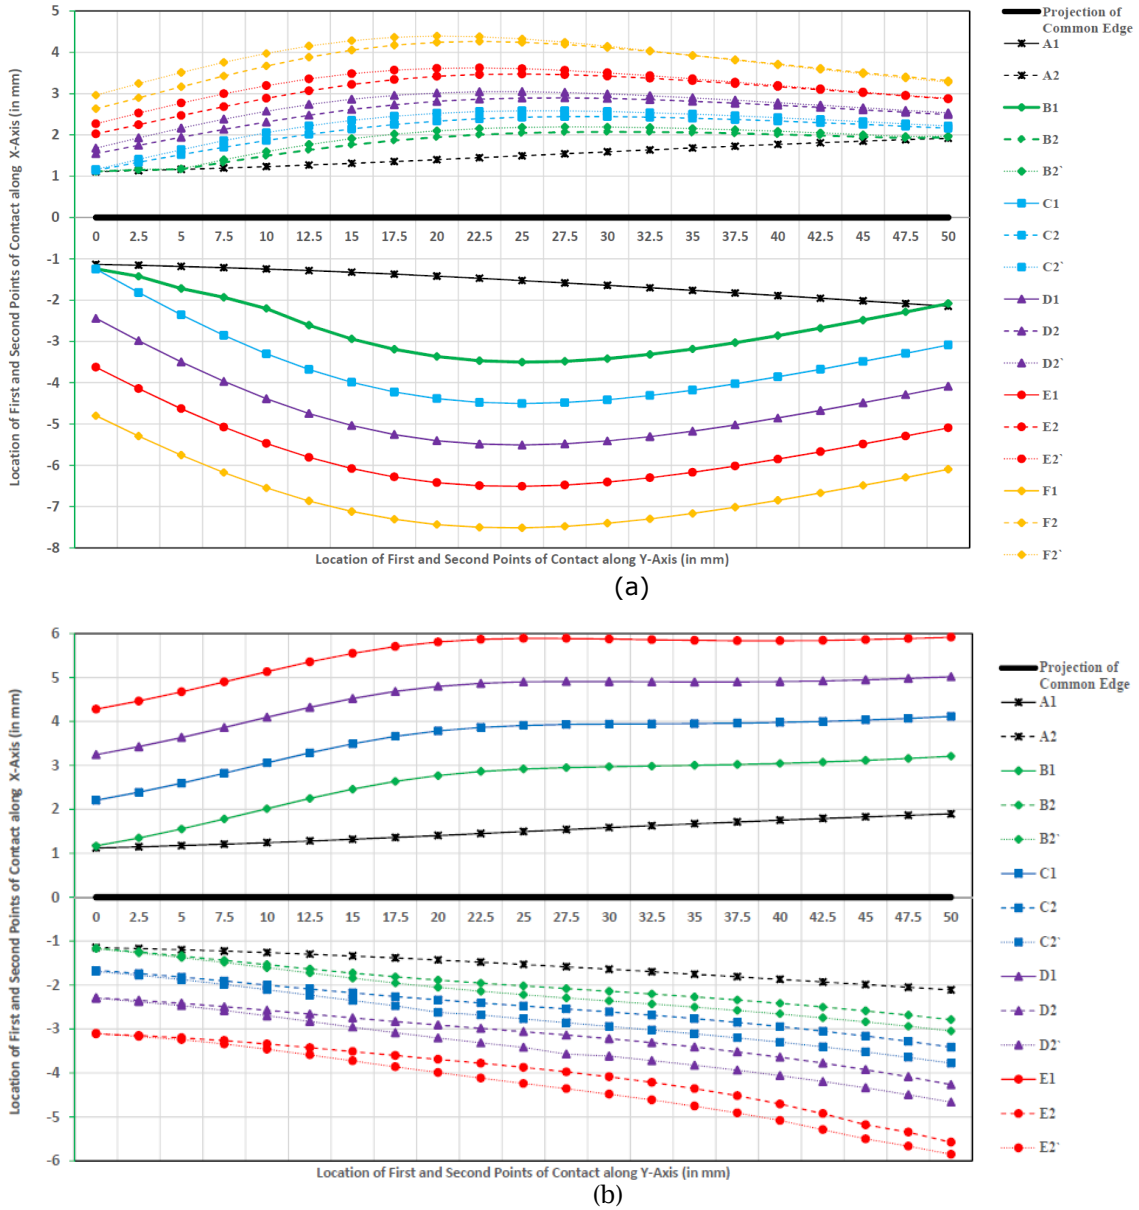 5
4
3
2
1
0
-1
-2
-3
-4
-5
-6
-7
-8
Location of First and Second Points of Contact along X-Axis (in mm)
0 2.5 5 7.5 10 12.5 15 17.5 20 22.5 25 27.5 30 32.5 35 37.5 40 42.5 45 47.5 50
Location of First and Second Points of Contact along Y-Axis (in mm)
Projection of
Common Edge
A1
A2
B1
B2
B2`
C1
C2
C2`
D1
D2
D2`
E1
E2
E2`
F1
F2
F2`
(a)
6
5
4
3
2
1
0
-1
-2
-3
-4
-5
-6
Location of First and Second Points of Contact along X-Axis (in mm)
0 2.5 5 7.5 10 12.5 15 17.5 20 22.5 25 27.5 30 32.5 35 37.5 40 42.5 45 47.5 50
Location of First and Second Points of Contact along Y-Axis (in mm)
Projection of
Common Edge
A1
A2
B1
B2
B2`
C1
C2
C2`
D1
D2
D2`
E1
E2
E2`
(b)